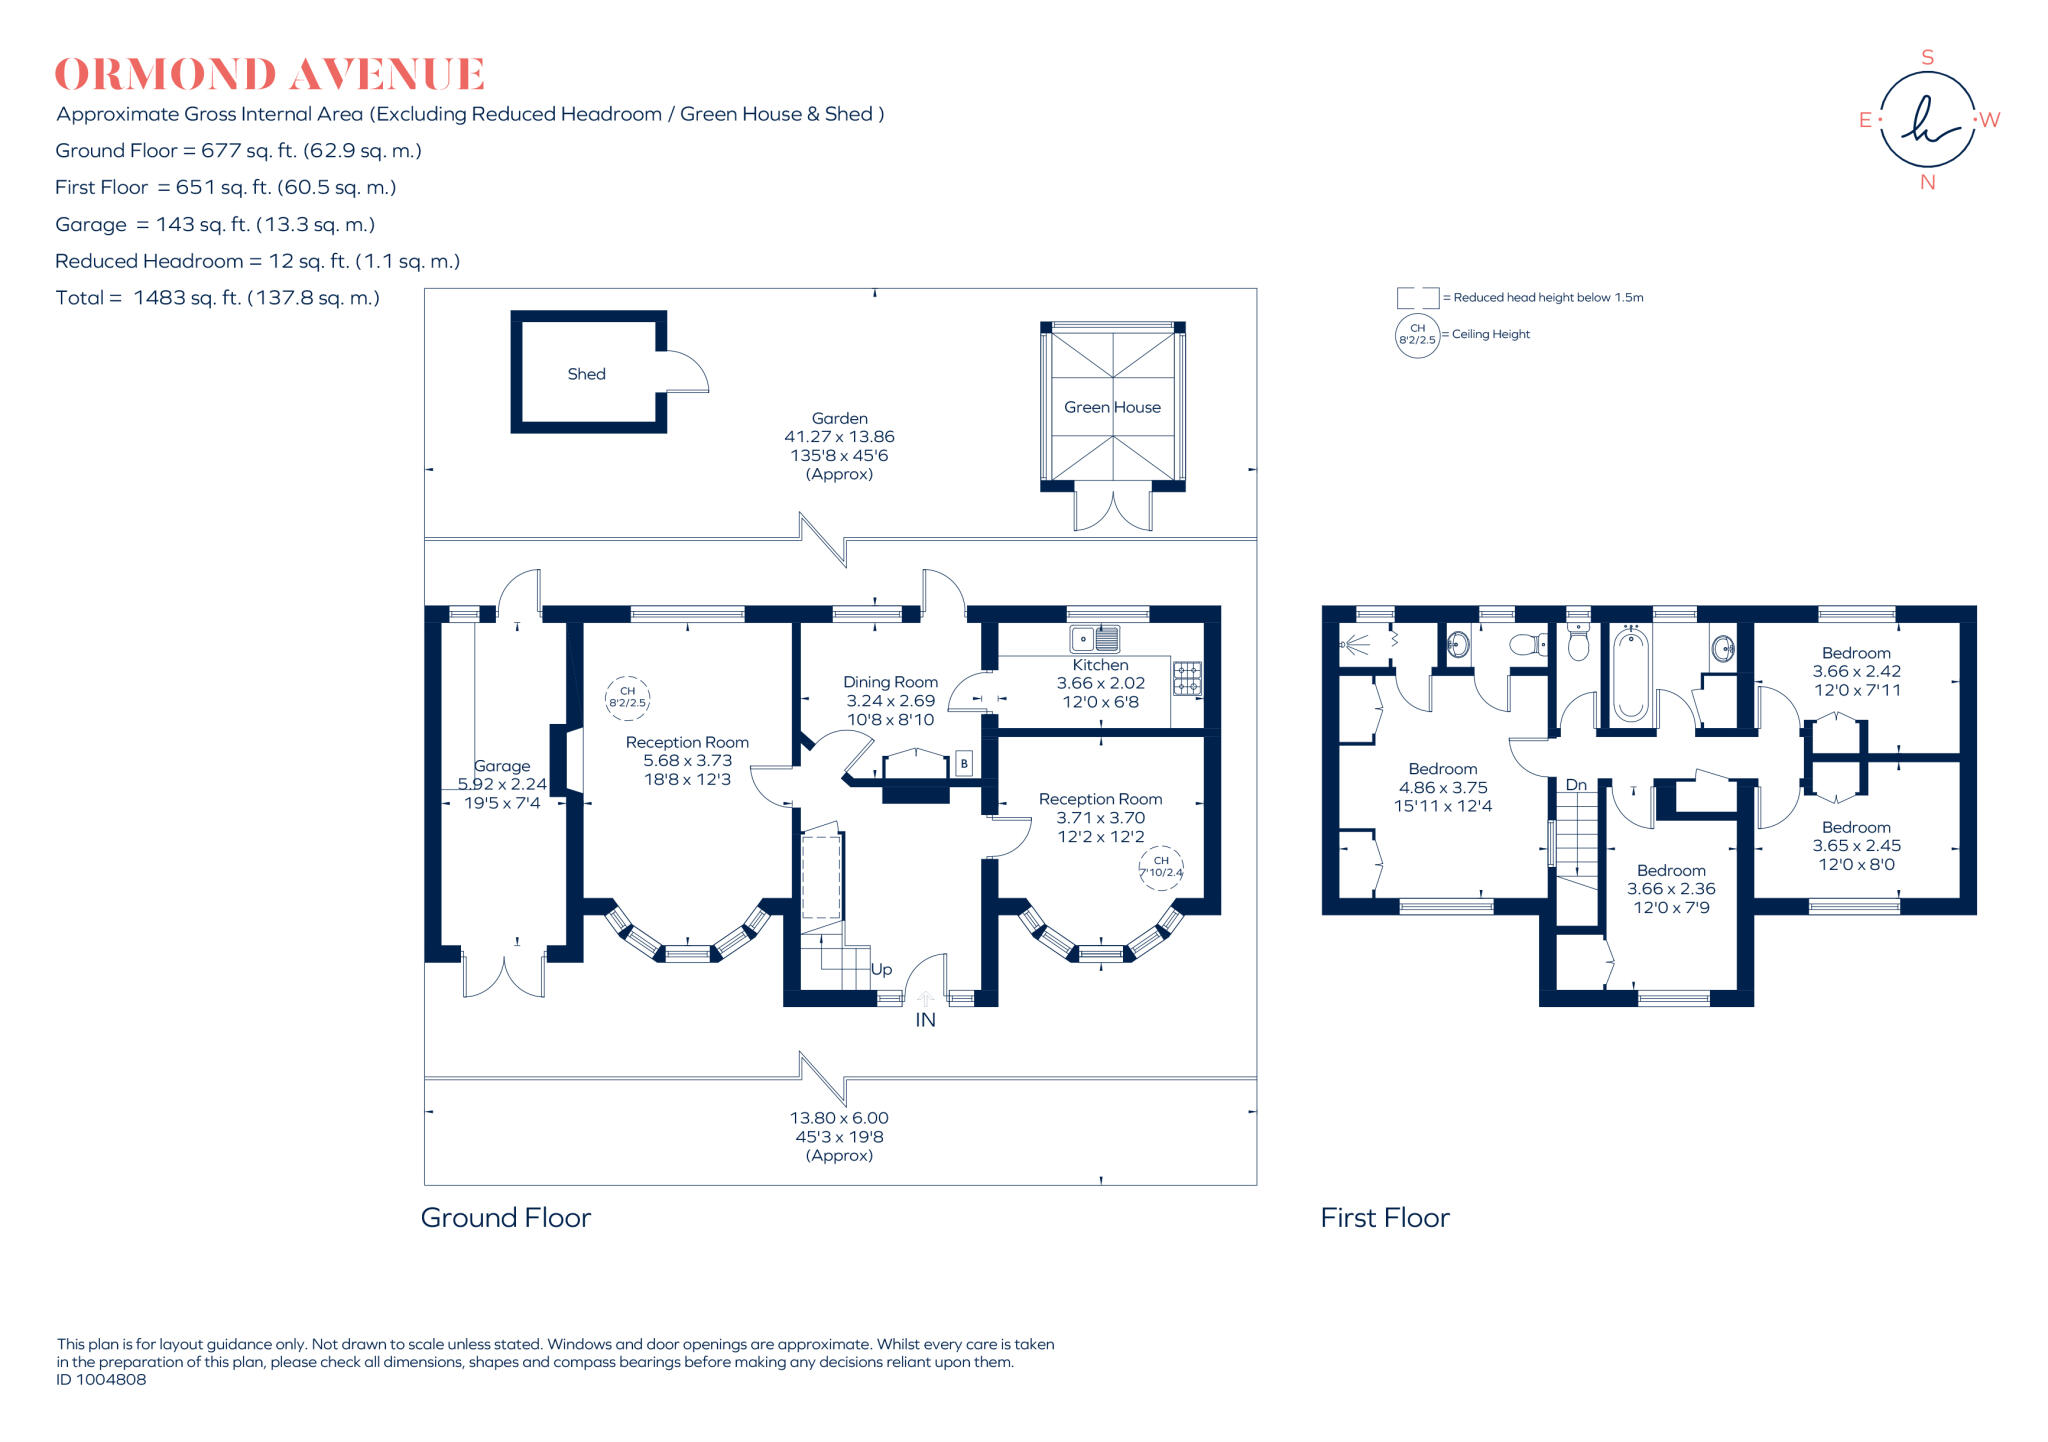 ORMOND AVENUE
Approximate Gross Internal Area (Excluding Reduced Headroom / Green House & Shed )
Ground Floor = 677 sq. ft. (62.9 sq. m.)
First Floor = 651 sq. ft. (60.5 sq. m.)
Garage = 143 sq. ft. (13.3 sq. m.)
Reduced Headroom = 12 sq. ft. (1.1 sq. m.)
Total = 1483 sq. ft. (137.8 sq. m.)
S
E
W
N
= Reduced head height below 1.5m
CH
8'2/2.5
= Ceiling Height
Shed
Garden
41.27 x 13.86
135'8 x 45'6
(Approx)
Green House
Garage
5.92 x 2.24
19'5 x 7'4
CH
8'2/2.5
Reception Room
5.68 x 3.73
18'8 x 12'3
Dining Room
3.24 x 2.69
10'8 x 8'10
B
Kitchen
3.66 x 2.02
12'0 x 6'8
Reception Room
3.71 x 3.70
12'2 x 12'2
CH
7'10/2.4
Up
IN
13.80 x 6.00
45'3 x 19'8
(Approx)
Ground Floor
Bedroom
4.86 x 3.75
15'11 x 12'4
Dn
Bedroom
3.66 x 2.36
12'0 x 7'9
Bedroom
3.66 x 2.42
12'0 x 7'11
Bedroom
3.65 x 2.45
12'0 x 8'0
First Floor
This plan is for layout guidance only. Not drawn to scale unless stated. Windows and door openings are approximate. Whilst every care is taken
in the preparation of this plan, please check all dimensions, shapes and compass bearings before making any decisions reliant upon them.
ID 1004808